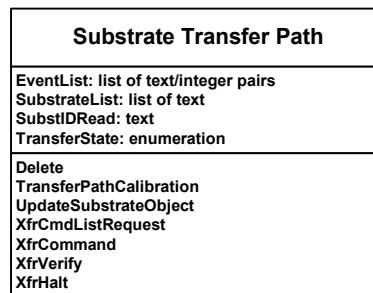 Substrate Transfer Path
EventList: list of text/integer pairs
SubstrateList: list of text
SubstIDRead: text
TransferState: enumeration
Delete
TransferPathCalibration
UpdateSubstrateObject
XfrCmdListRequest
XfrCommand
XfrVerify
XfrHalt